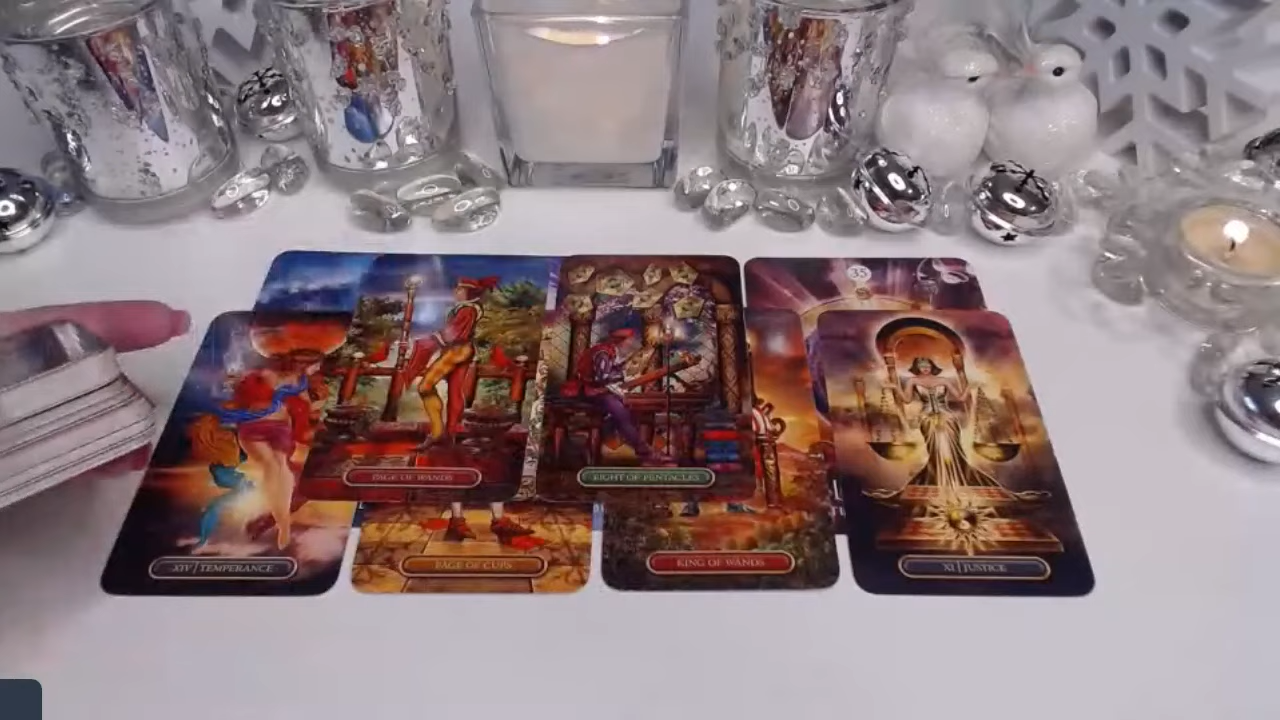 35
PAGE OF WANDS
EIGHT OF PENTACLES
XIV | TEMPERANCE
PAGE OF CUPS
KING OF WANDS
XI | JUSTICE